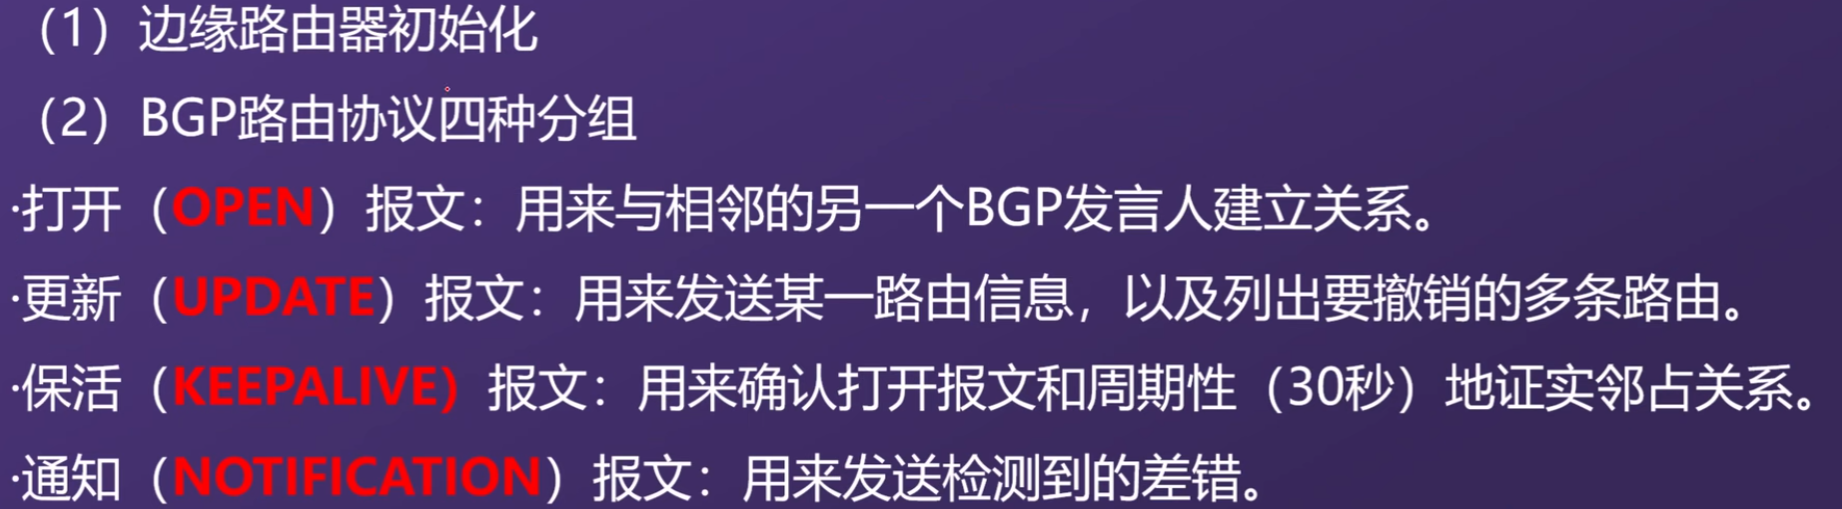 （1）边缘路由器初始化
（2）BGP路由协议四种分组
·打开（OPEN）报文：用来与相邻的另一个BGP发言人建立关系。
·更新（UPDATE）报文：用来发送某一路由信息，以及列出要撤销的多条路由。
·保活（KEEPALIVE）报文：用来确认打开报文和周期性（30秒）地证实邻占关系。
·通知（NOTIFICATION）报文：用来发送检测到的差错。